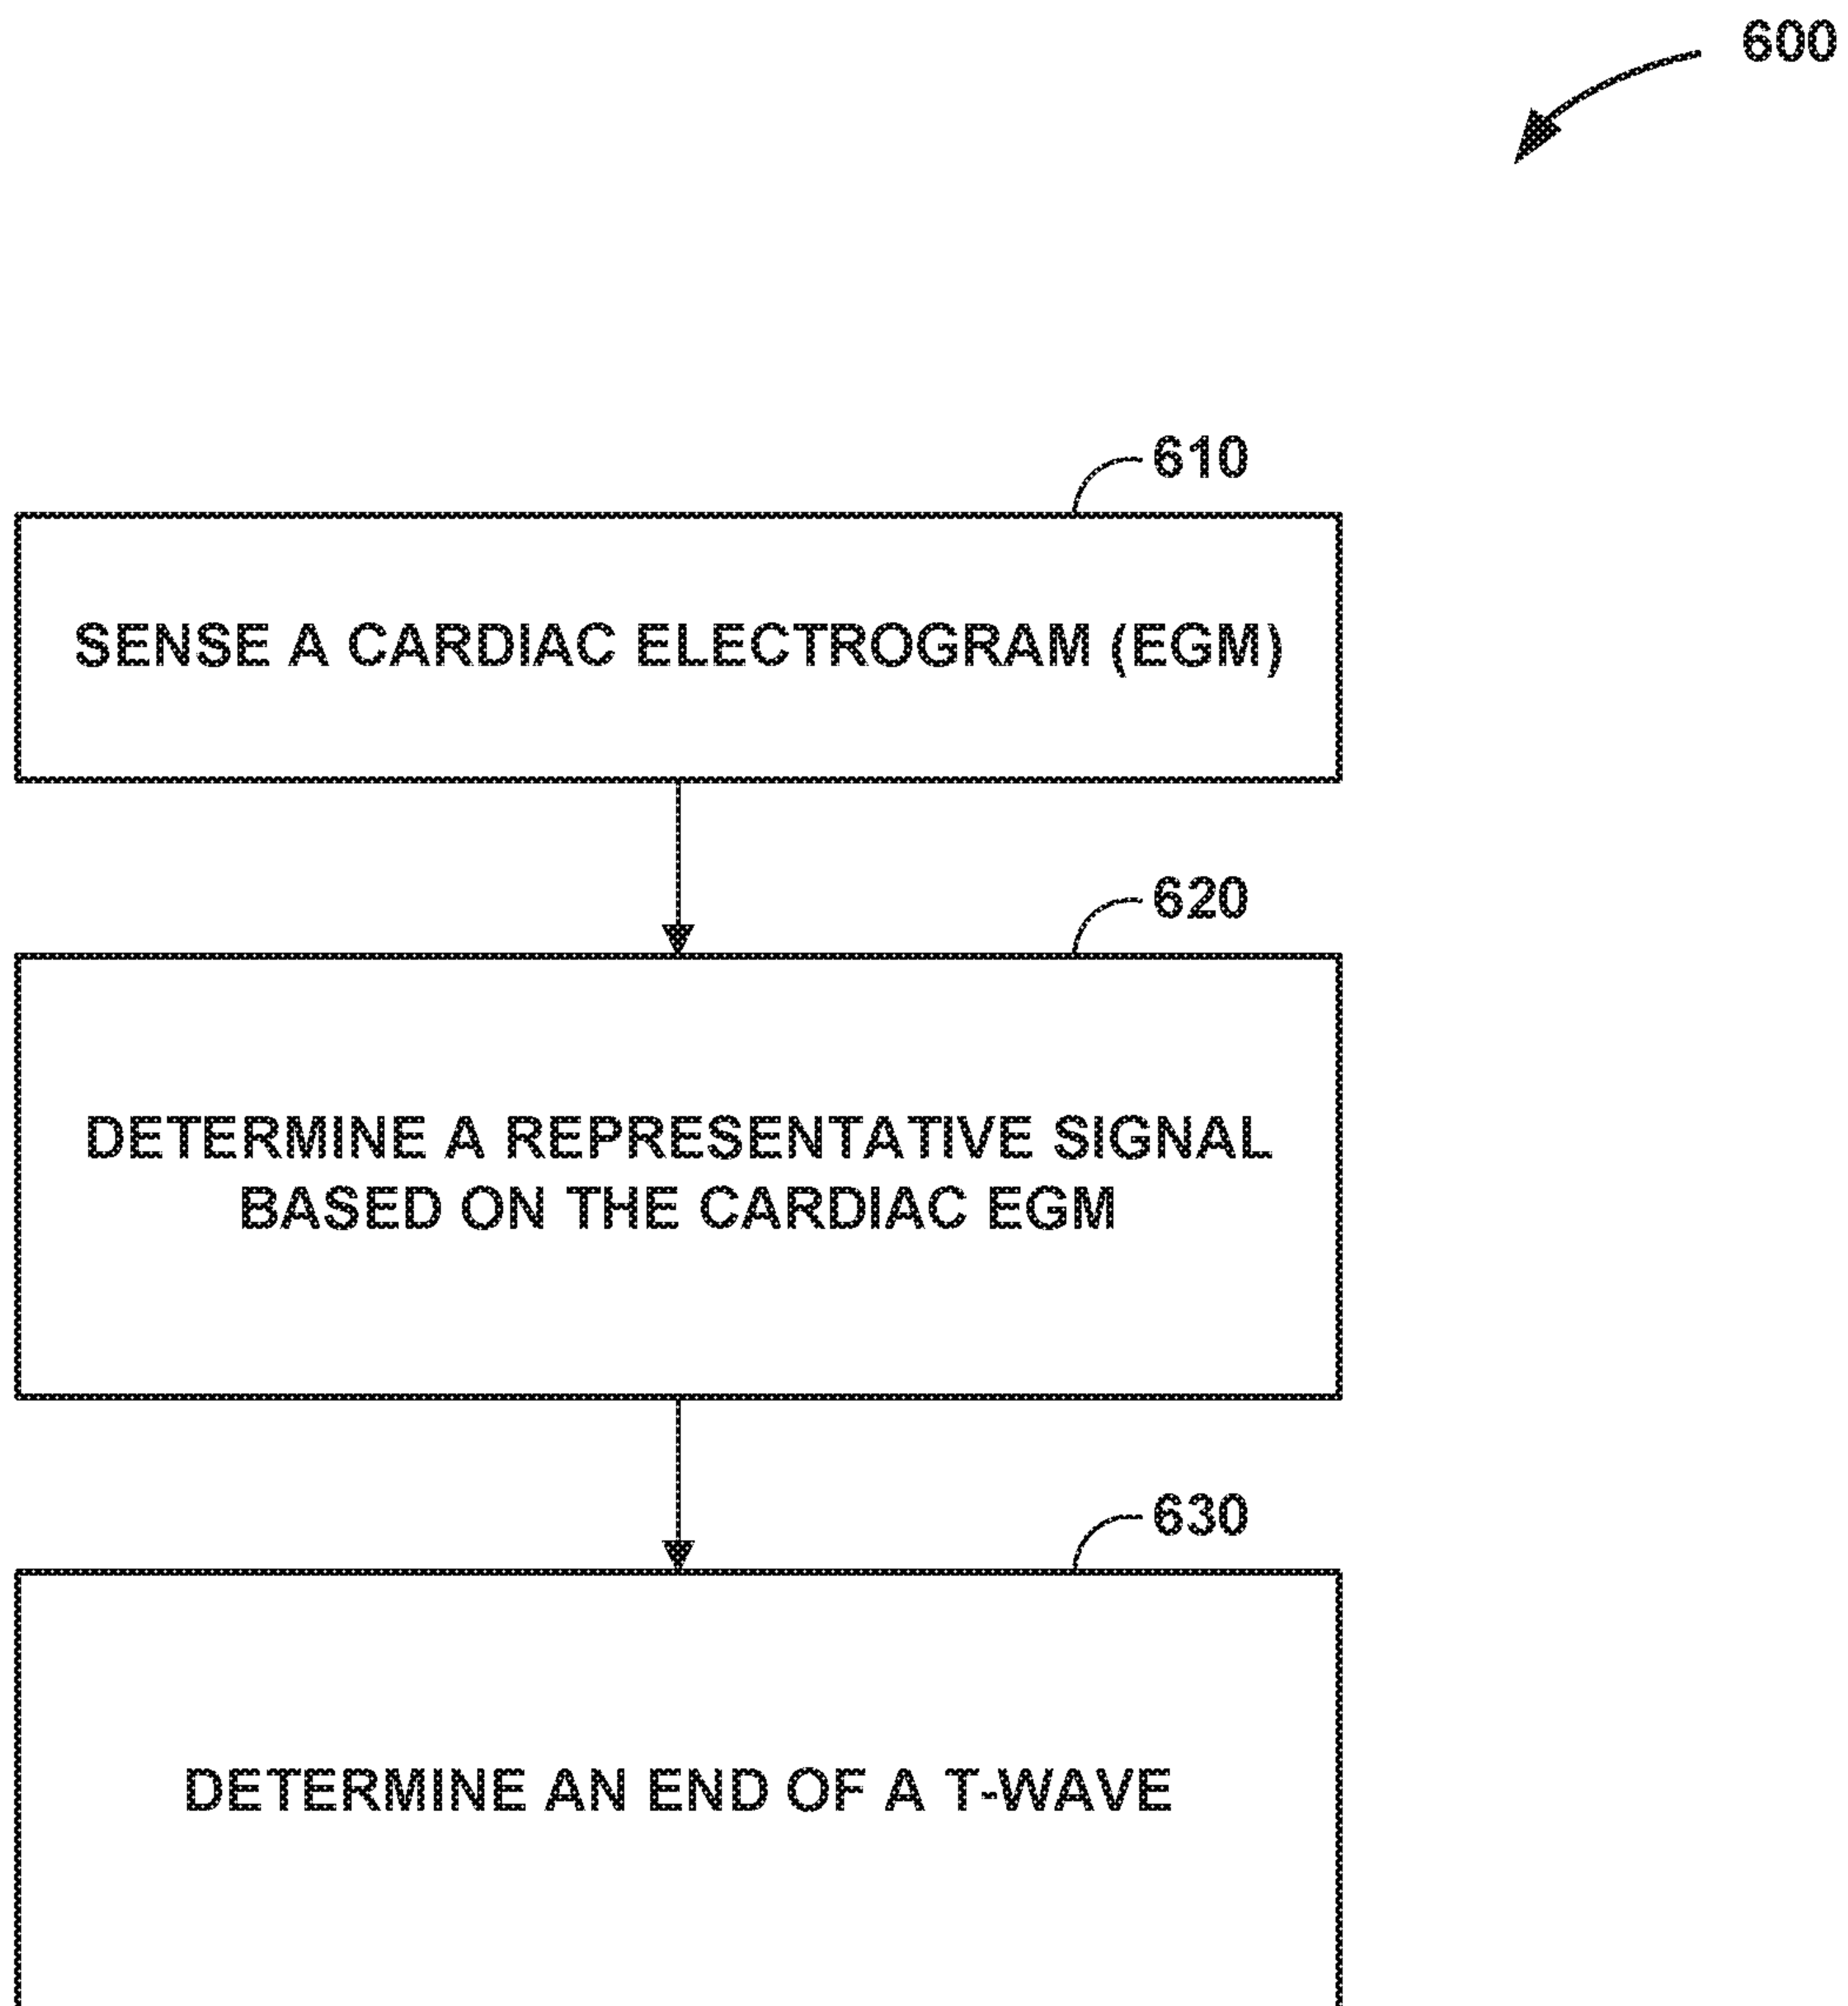 600
610
SENSE A CARDIAC ELECTROGRAM (EGM)
620
DETERMINE A REPRESENTATIVE SIGNAL
BASED ON THE CARDIAC EGM
630
DETERMINE AN END OF A T-WAVE